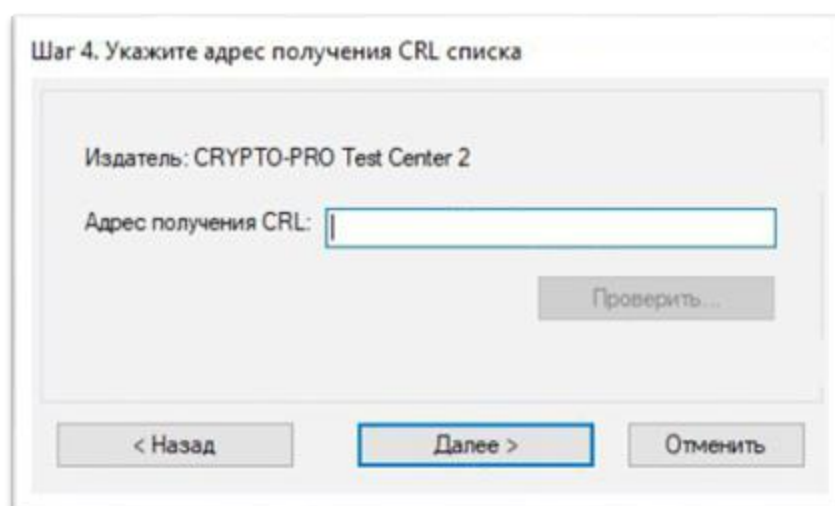 Шаг 4. Укажите адрес получения CRL списка
Издатель: CRYPTO-PRO Test Center 2
Адрес получения CRL:
Проверить...
< Назад
Далее >
Отменить